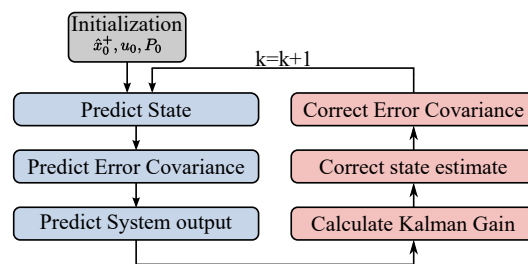 Initialization
x̂₀⁺, u₀, P₀
k=k+1
Predict State
Correct Error Covariance
Predict Error Covariance
Correct state estimate
Predict System output
Calculate Kalman Gain